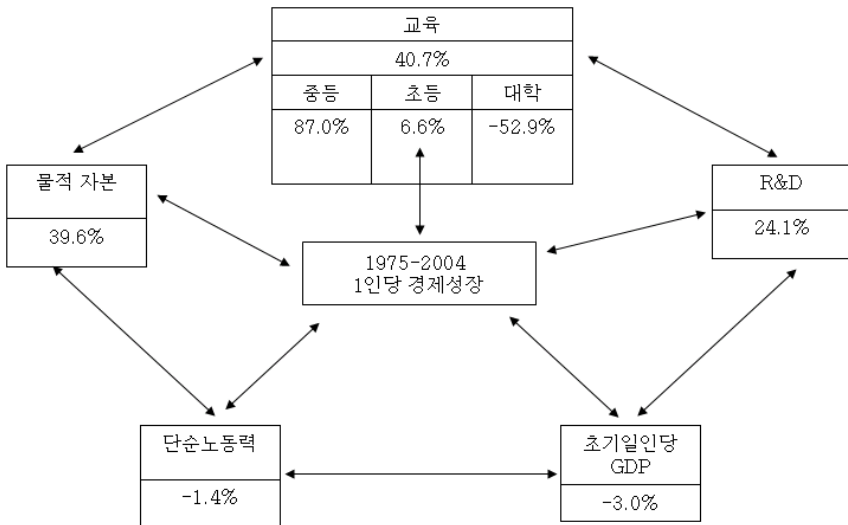 교육
40.7%
중등 초등 대학
87.0% 6.6% -52.9%
물적 자본
39.6%
R&D
24.1%
1975-2004
1인당 경제성장
단순노동력
-1.4%
초기일인당
GDP
-3.0%